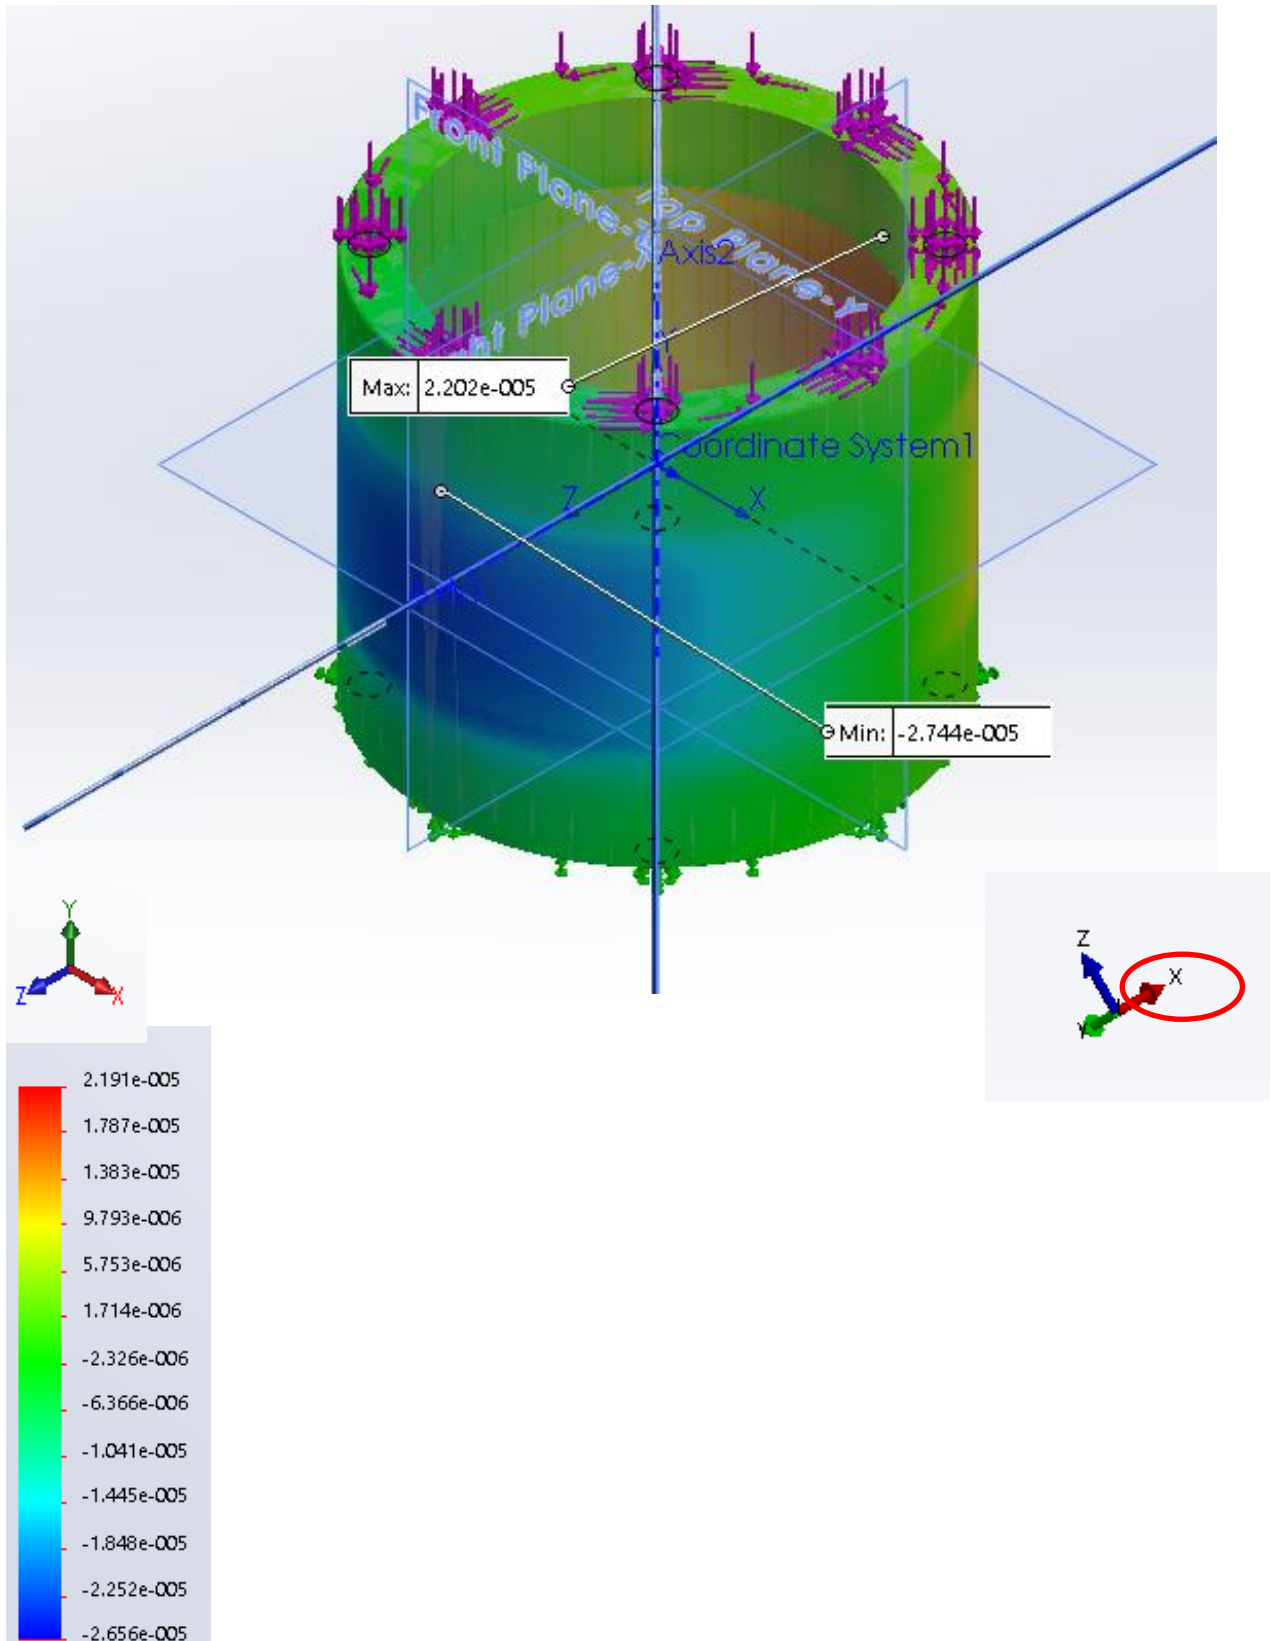 Front Plane-X
Top Plane-Y
Axis2
Plane-X
Y
Max: 2.202e-005
Coordinate System1
Z
X
Min: -2.744e-005
Y
Z
X
Z
X
Y
2.191e-005
1.787e-005
1.383e-005
9.793e-006
5.753e-006
1.714e-006
-2.326e-006
-6.366e-006
-1.041e-005
-1.445e-005
-1.848e-005
-2.252e-005
-2.656e-005